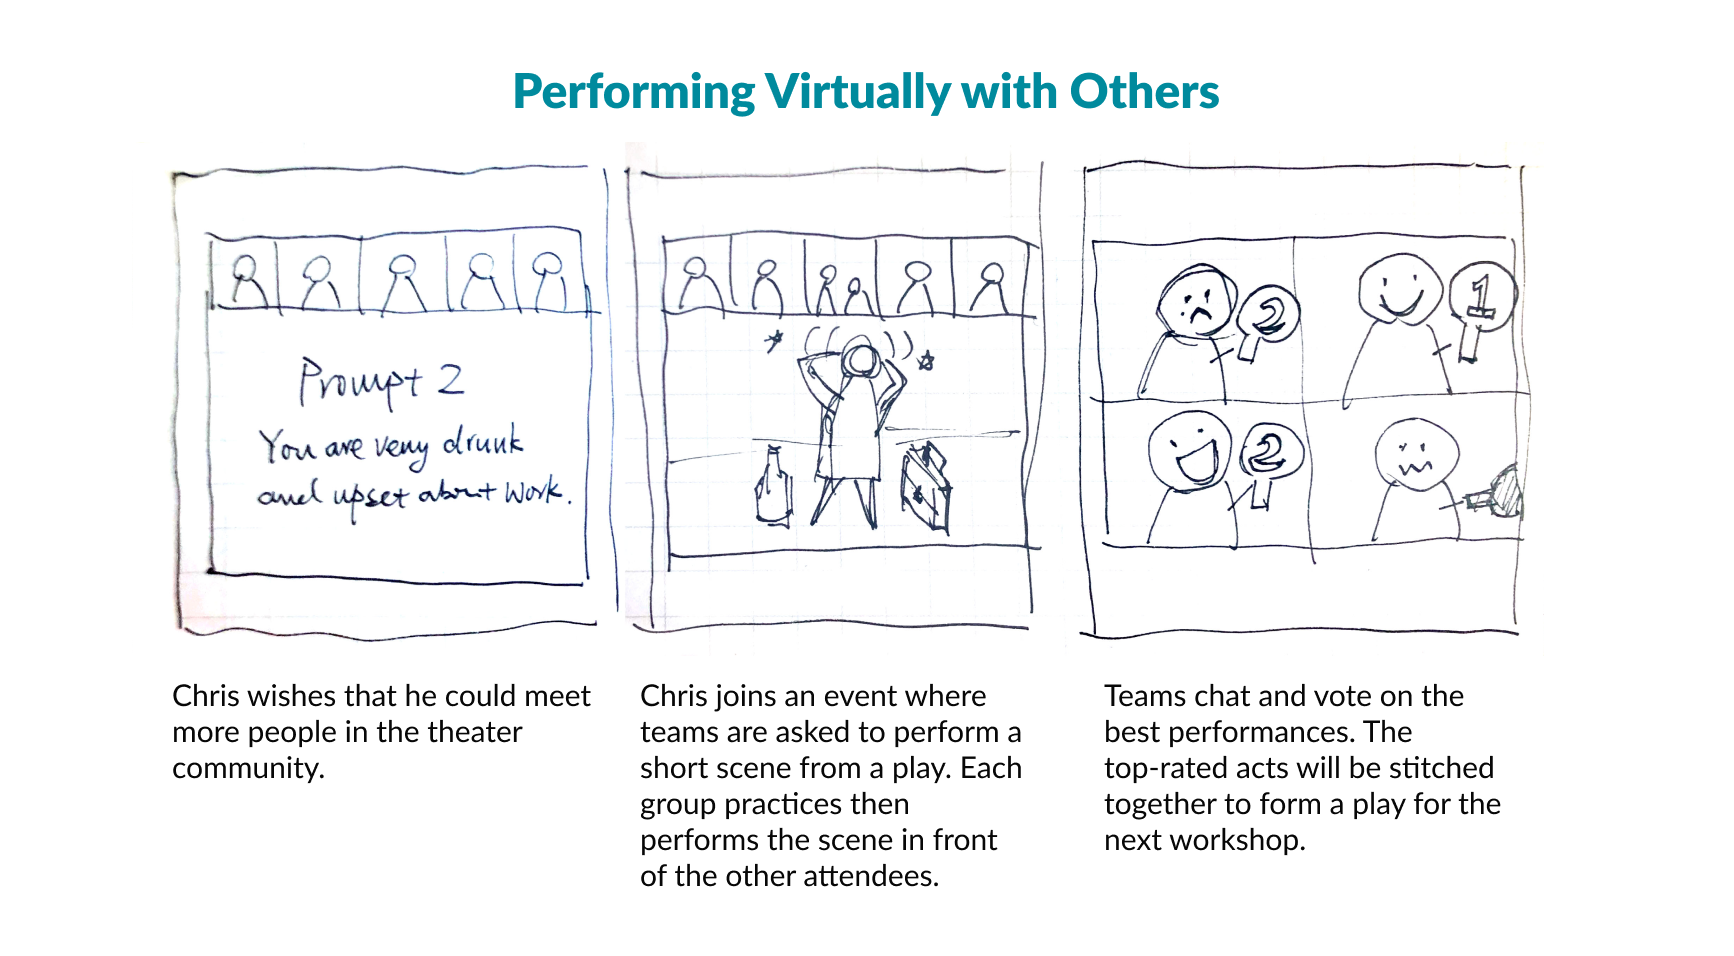 Performing Virtually with Others
Prompt 2
You are very drunk
and upset about work.
2
1
2
Chris wishes that he could meet
more people in the theater
community.
Chris joins an event where
teams are asked to perform a
short scene from a play. Each
group practices then
performs the scene in front
of the other attendees.
Teams chat and vote on the
best performances. The
top-rated acts will be stitched
together to form a play for the
next workshop.